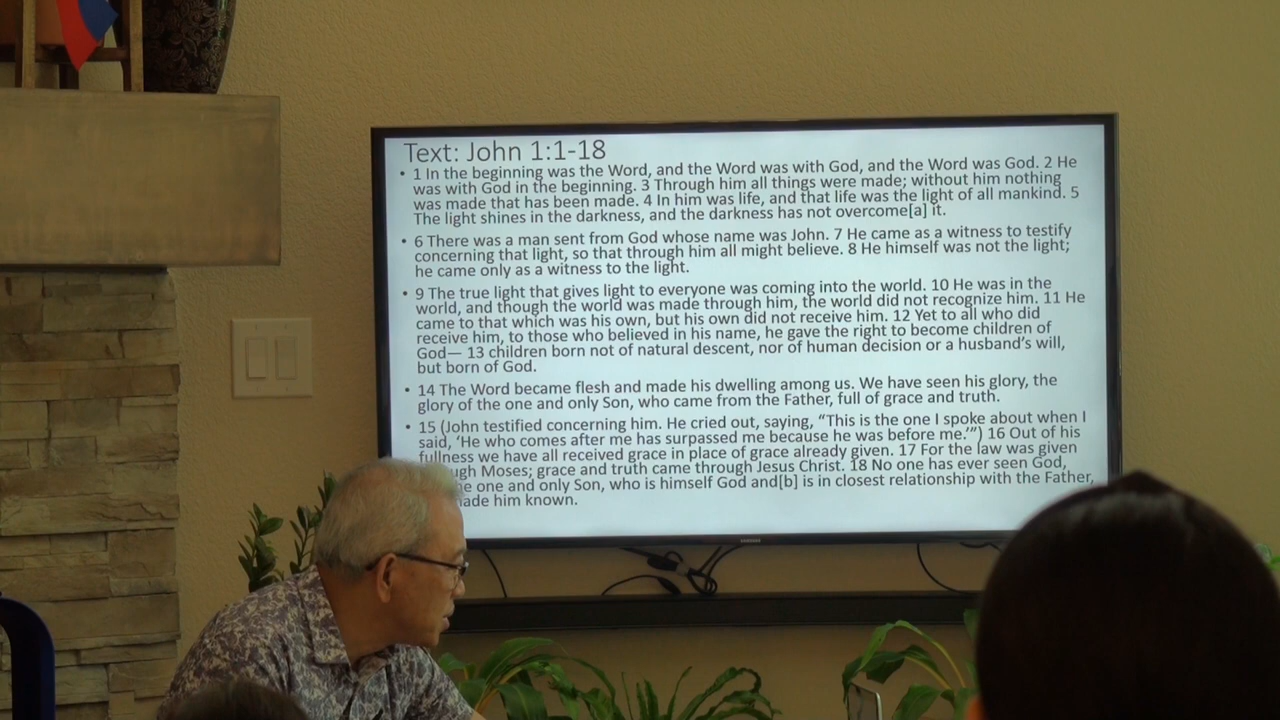 Text: John 1:1-18
• 1 In the beginning was the Word, and the Word was with God, and the Word was God. 2 He
was with God in the beginning. 3 Through him all things were made; without him nothing
was made that has been made. 4 In him was life, and that life was the light of all mankind. 5
The light shines in the darkness, and the darkness has not overcome[a] it.
• 6 There was a man sent from God whose name was John. 7 He came as a witness to testify
concerning that light, so that through him all might believe. 8 He himself was not the light;
he came only as a witness to the light.
• 9 The true light that gives light to everyone was coming into the world. 10 He was in the
world, and though the world was made through him, the world did not recognize him. 11 He
came to that which was his own, but his own did not receive him. 12 Yet to all who did
receive him, to those who believed in his name, he gave the right to become children of
God— 13 children born not of natural descent, nor of human decision or a husband’s will,
but born of God.
• 14 The Word became flesh and made his dwelling among us. We have seen his glory, the
glory of the one and only Son, who came from the Father, full of grace and truth.
• 15 (John testified concerning him. He cried out, saying, “This is the one I spoke about when I
said, ‘He who comes after me has surpassed me because he was before me.’”) 16 Out of his
fullness we have all received grace in place of grace already given. 17 For the law was given
ugh Moses; grace and truth came through Jesus Christ. 18 No one has ever seen God,
e one and only Son, who is himself God and[b] is in closest relationship with the Father,
ade him known.
SAMSUNG